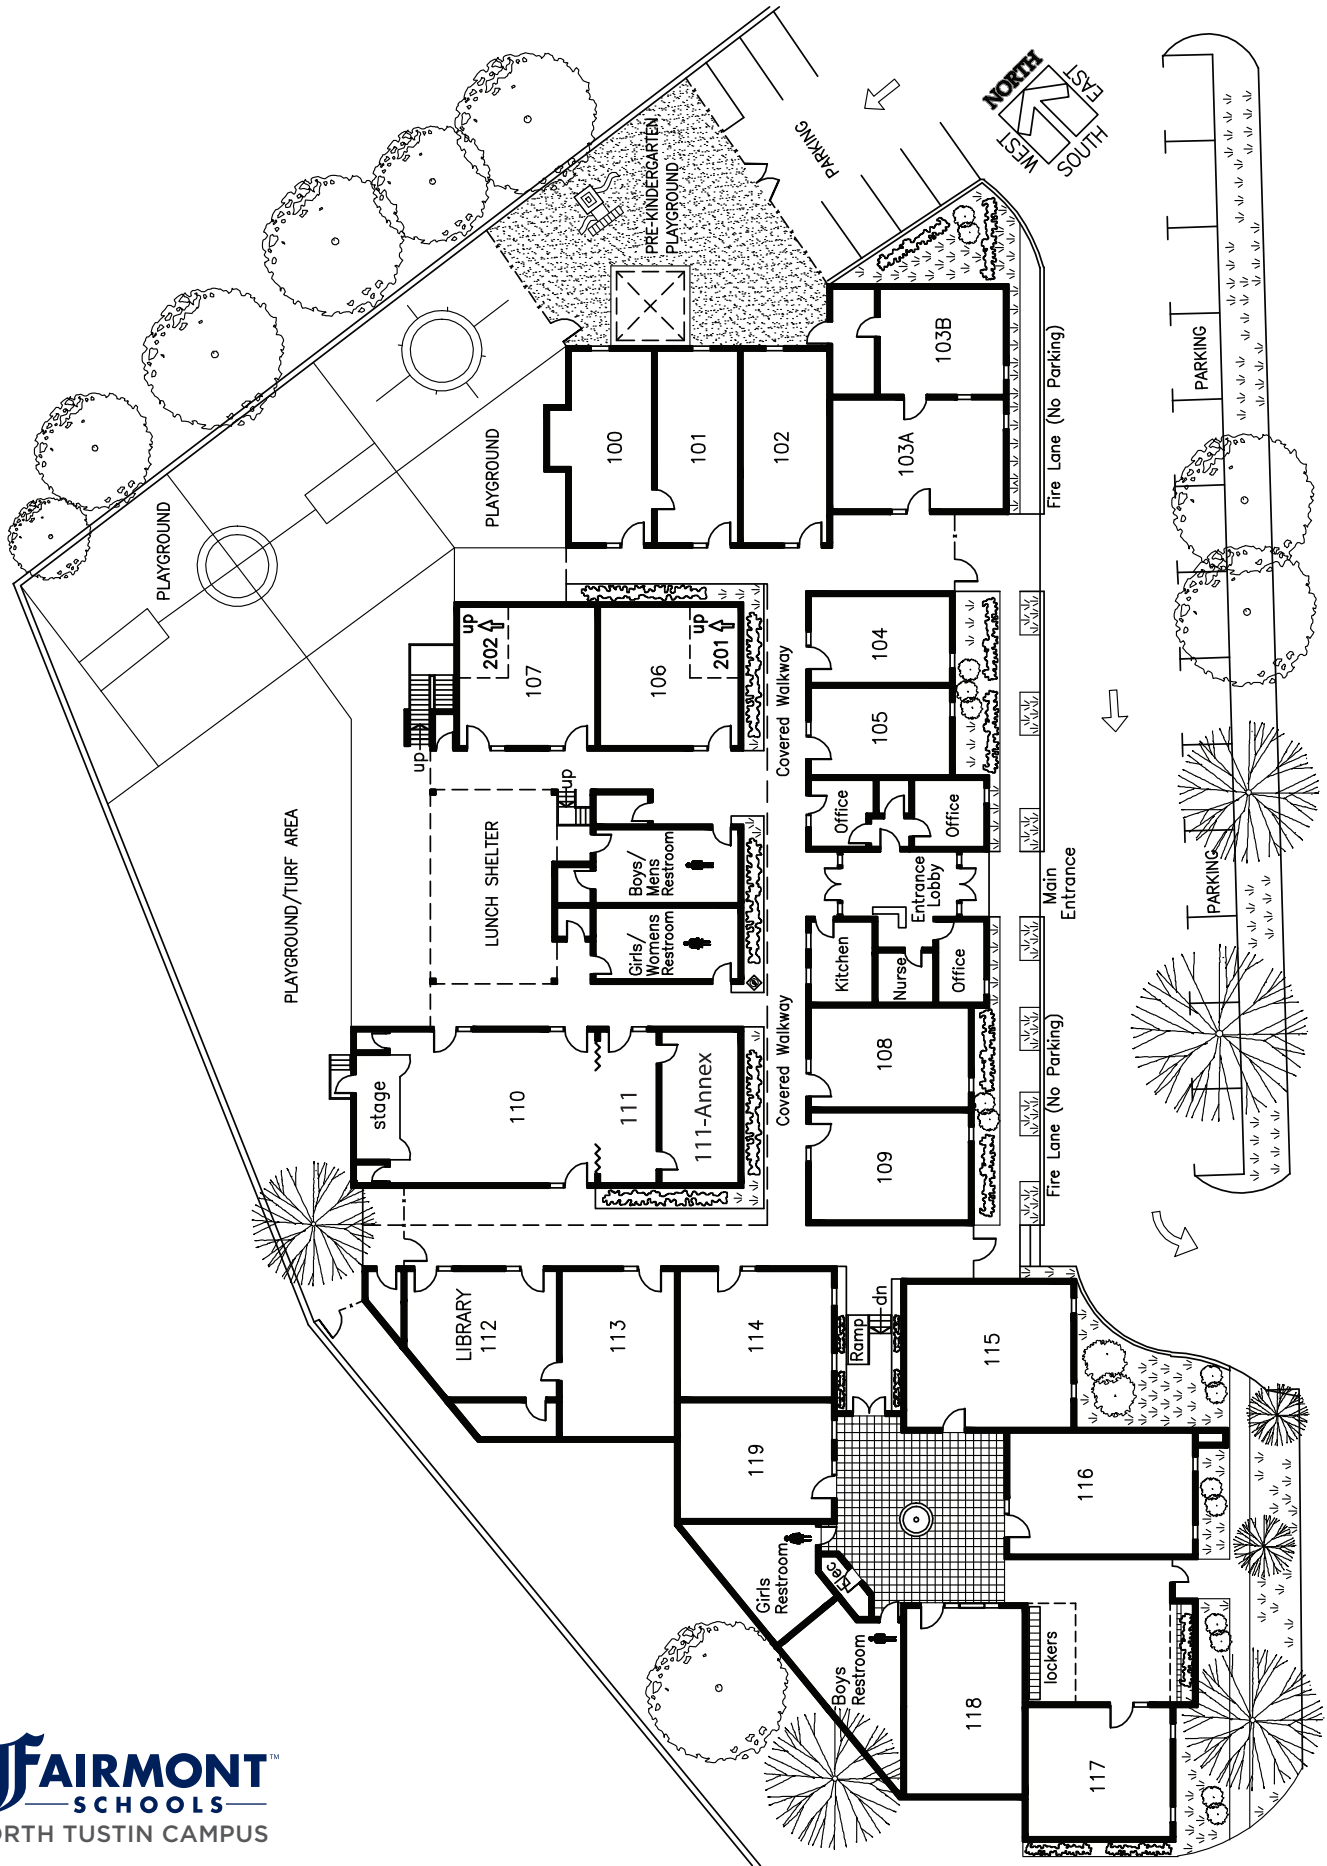 NORTH
EAST
WEST
SOUTH
PARKING
PRE-KINDERGARTEN
PLAYGROUND
PLAYGROUND
PLAYGROUND
PLAYGROUND/TURF AREA
100
101
102
103A
103B
Fire Lane (No Parking)
PARKING
up
202
107
up
201
106
104
105
Covered Walkway
up
up
LUNCH SHELTER
Boys/
Mens
Restroom
Girls/
Womens
Restroom
Office
Office
Entrance
Lobby
Main
Entrance
Kitchen
Nurse
Office
PARKING
stage
110
111
111-Annex
Covered Walkway
108
109
Fire Lane (No Parking)
LIBRARY
112
113
114
Ramp
dn
115
119
116
Girls
Restroom
Elec
Boys
Restroom
118
lockers
117
FAIRMONT™
SCHOOLS
ORTH TUSTIN CAMPUS